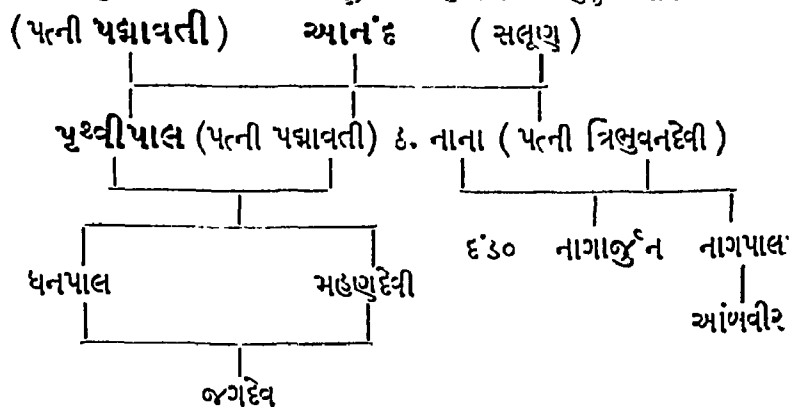 (પત્ની પદ્માવતી) આનંદ (સલૂણુ)
પૃથ્વીપાલ (પત્ની પદ્માવતી) ઠ. નાના (પત્ની ત્રિભુવનદેવી)
દંડ૦ નાગાર્જુન નાગપાલ
ધનપાલ મહણદેવી
આંબવીર
જગદેવ